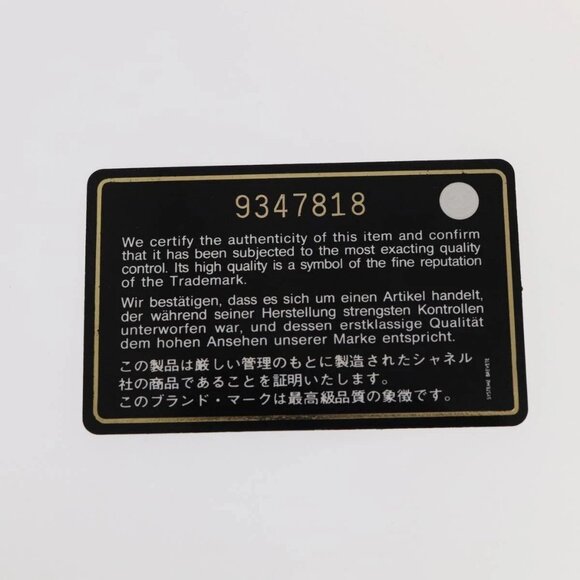 9347818
We certify the authenticity of this item and confirm
that it has been subjected to the most exacting quality
control. Its high quality is a symbol of the fine reputation
of the Trademark.
Wir bestätigen, dass es sich um einen Artikel handelt,
der während seiner Herstellung strengsten Kontrollen
unterworfen war, und dessen erstklassige Qualität
dem hohen Ansehen unserer Marke entspricht.
この製品は厳しい管理のもとに製造されたシャネル
社の商品であることを証明いたします。
このブランド・マークは最高級品質の象徴です。
SYSTEME BREVETE